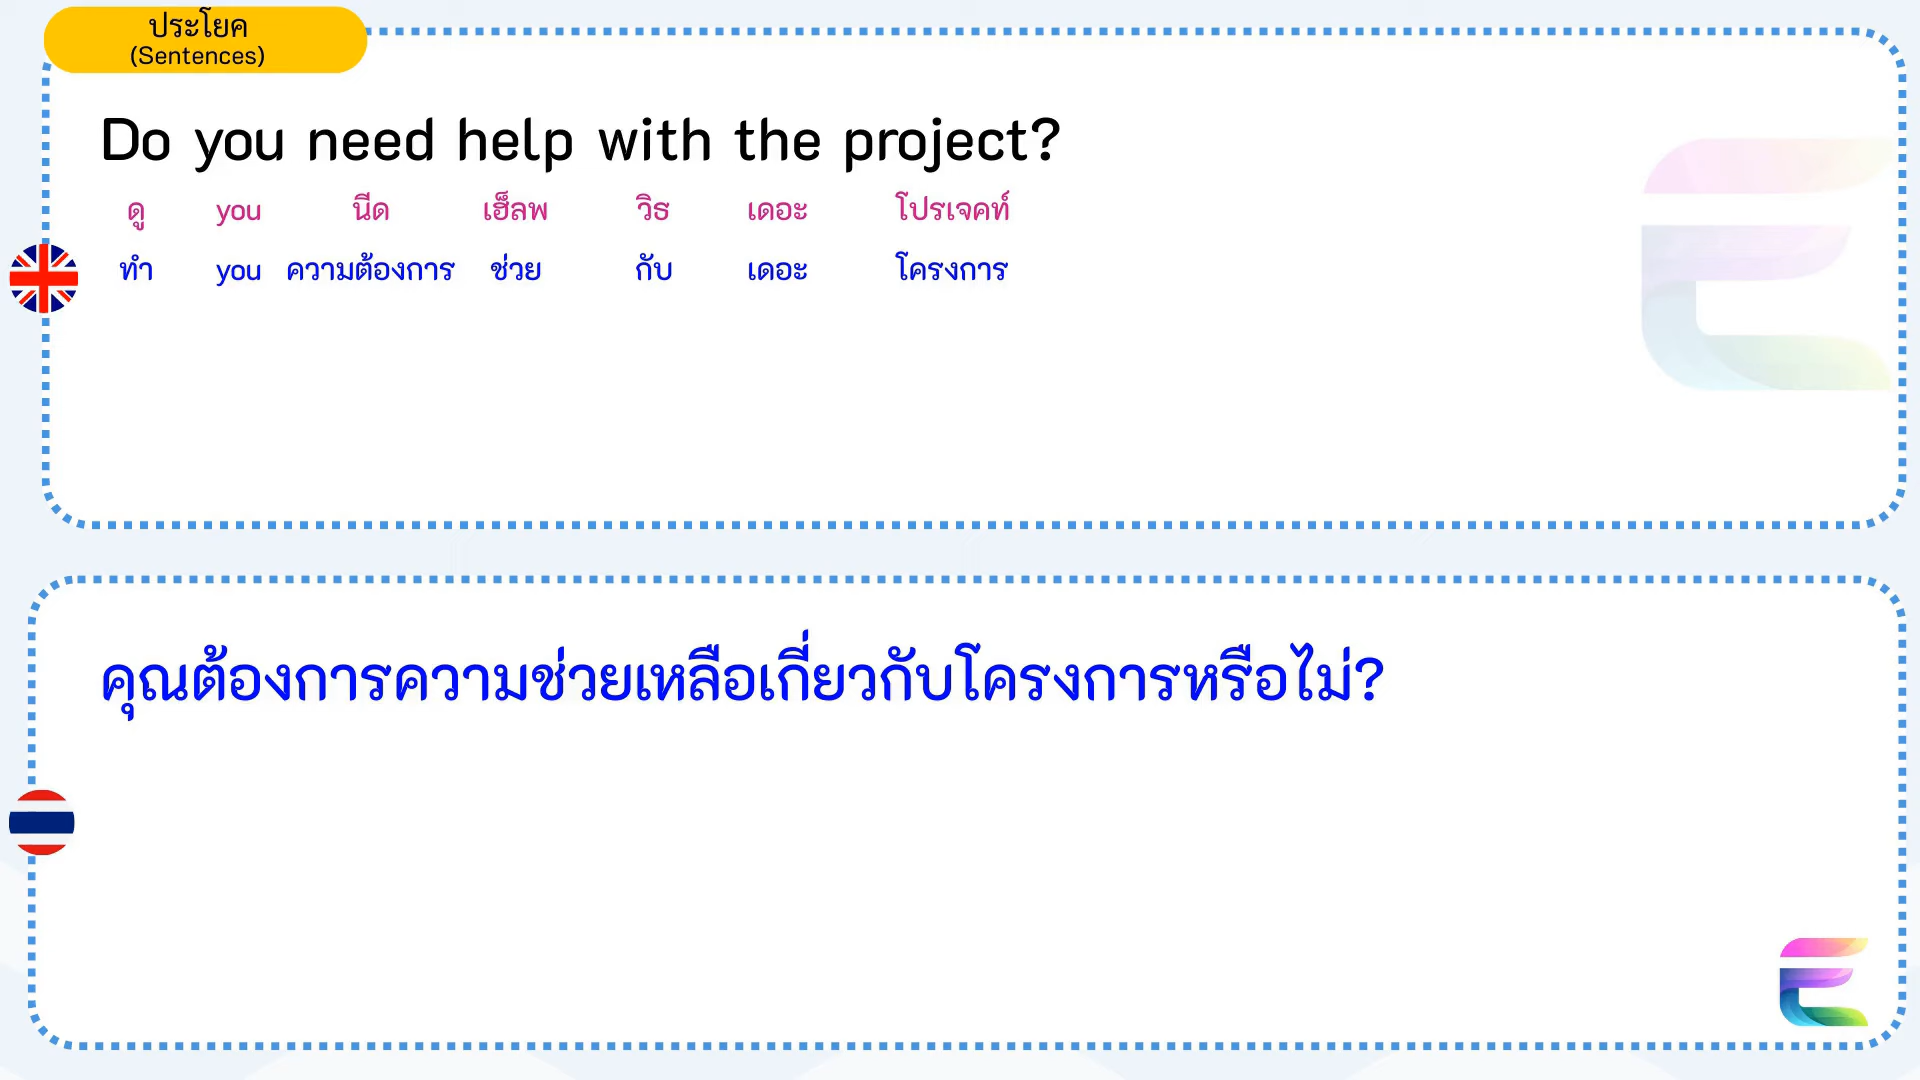 ประโยค
(Sentences)
Do you need help with the project?
ดู you นีด เฮ็ลพ วิธ เดอะ โปรเจคท์
ทำ you ความต้องการ ช่วย กับ เดอะ โครงการ
คุณต้องการความช่วยเหลือเกี่ยวกับโครงการหรือไม่?